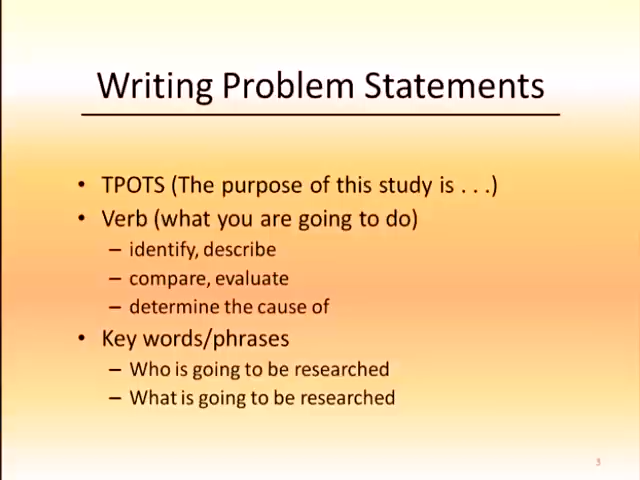 Writing Problem Statements
• TPOTS (The purpose of this study is . . .)
• Verb (what you are going to do)
– identify, describe
– compare, evaluate
– determine the cause of
• Key words/phrases
– Who is going to be researched
– What is going to be researched
3